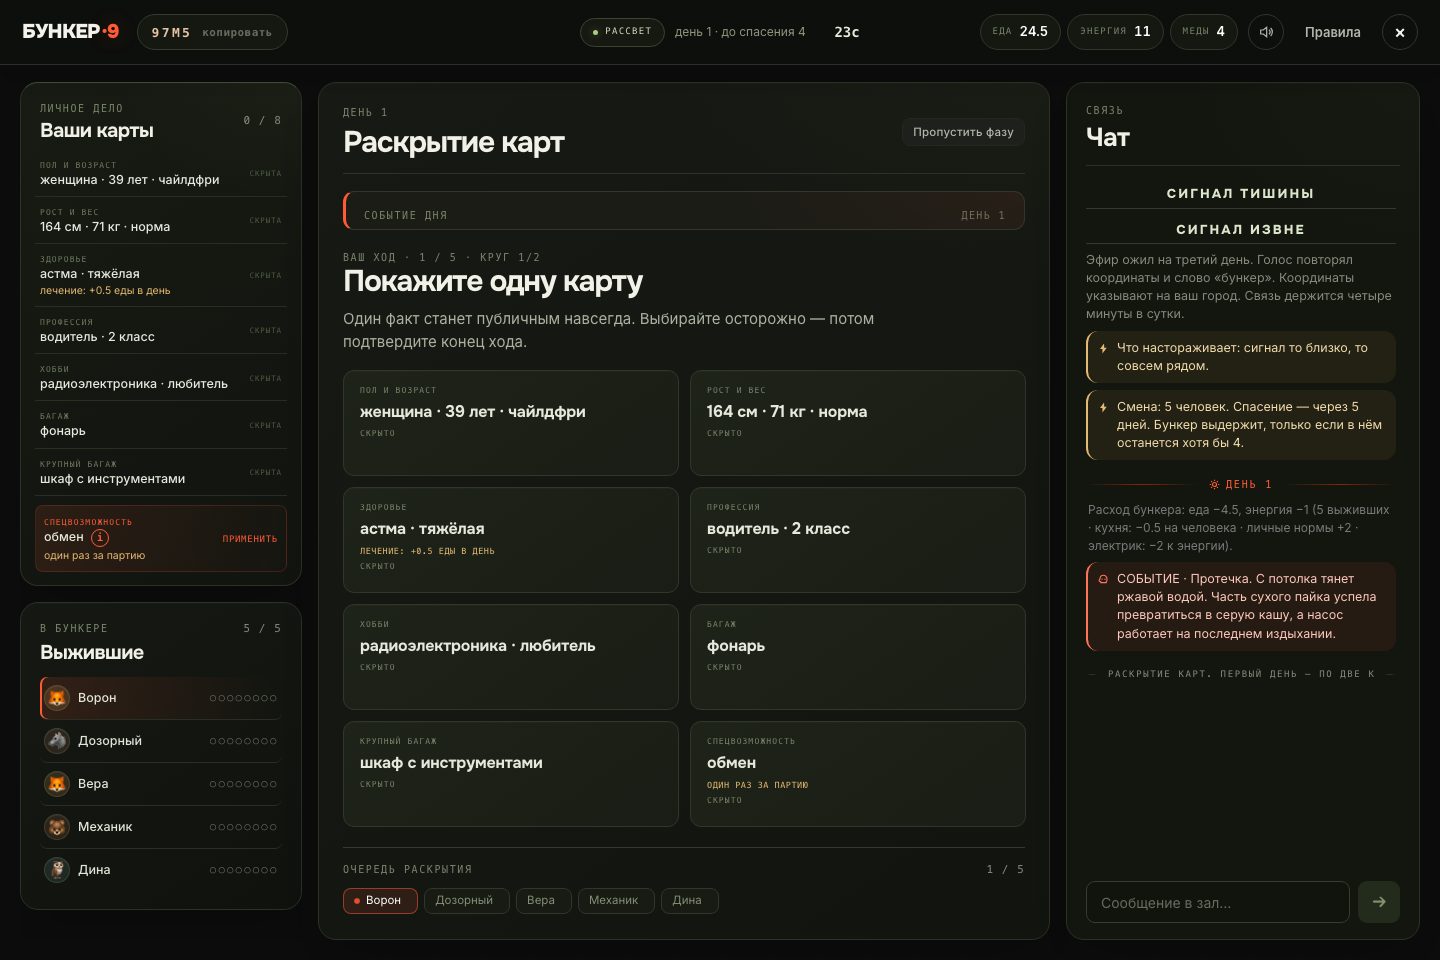 БУНКЕР·9
97M5 копировать
РАССВЕТ
день 1 · до спасения 4
23с
ЕДА 24.5
ЭНЕРГИЯ 11
МЕДЫ 4
Правила
×
ЛИЧНОЕ ДЕЛО
Ваши карты
0 / 8
ПОЛ И ВОЗРАСТ
женщина · 39 лет · чайлдфри
СКРЫТА
РОСТ И ВЕС
164 см · 71 кг · норма
СКРЫТА
ЗДОРОВЬЕ
астма · тяжёлая
лечение: +0.5 еды в день
СКРЫТА
ПРОФЕССИЯ
водитель · 2 класс
СКРЫТА
ХОББИ
радиоэлектроника · любитель
СКРЫТА
БАГАЖ
фонарь
СКРЫТА
КРУПНЫЙ БАГАЖ
шкаф с инструментами
СКРЫТА
СПЕЦВОЗМОЖНОСТЬ
обмен i
один раз за партию
ПРИМЕНИТЬ
В БУНКЕРЕ
5 / 5
Выжившие
Ворон
Дозорный
Вера
Механик
Дина
ДЕНЬ 1
Раскрытие карт
Пропустить фазу
СОБЫТИЕ ДНЯ
ДЕНЬ 1
ВАШ ХОД · 1 / 5 · КРУГ 1/2
Покажите одну карту
Один факт станет публичным навсегда. Выбирайте осторожно — потом
подтвердите конец хода.
ПОЛ И ВОЗРАСТ
женщина · 39 лет · чайлдфри
СКРЫТО
РОСТ И ВЕС
164 см · 71 кг · норма
СКРЫТО
ЗДОРОВЬЕ
астма · тяжёлая
ЛЕЧЕНИЕ: +0.5 ЕДЫ В ДЕНЬ
СКРЫТО
ПРОФЕССИЯ
водитель · 2 класс
СКРЫТО
ХОББИ
радиоэлектроника · любитель
СКРЫТО
БАГАЖ
фонарь
СКРЫТО
КРУПНЫЙ БАГАЖ
шкаф с инструментами
СКРЫТО
СПЕЦВОЗМОЖНОСТЬ
обмен
ОДИН РАЗ ЗА ПАРТИЮ
СКРЫТО
ОЧЕРЕДЬ РАСКРЫТИЯ
1 / 5
Ворон
Дозорный
Вера
Механик
Дина
СВЯЗЬ
Чат
СИГНАЛ ТИШИНЫ
СИГНАЛ ИЗВНЕ
Эфир ожил на третий день. Голос повторял
координаты и слово «бункер». Координаты
указывают на ваш город. Связь держится четыре
минуты в сутки.
Что настораживает: сигнал то близко, то
совсем рядом.
Смена: 5 человек. Спасение — через 5
дней. Бункер выдержит, только если в нём
останется хотя бы 4.
ДЕНЬ 1
Расход бункера: еда −4.5, энергия −1 (5 выживших
· кухня: −0.5 на человека · личные нормы +2 ·
электрик: −2 к энергии).
СОБЫТИЕ · Протечка. С потолка тянет
ржавой водой. Часть сухого пайка успела
превратиться в серую кашу, а насос
работает на последнем издыхании.
РАСКРЫТИЕ КАРТ. ПЕРВЫЙ ДЕНЬ — ПО ДВЕ К
Сообщение в зал...